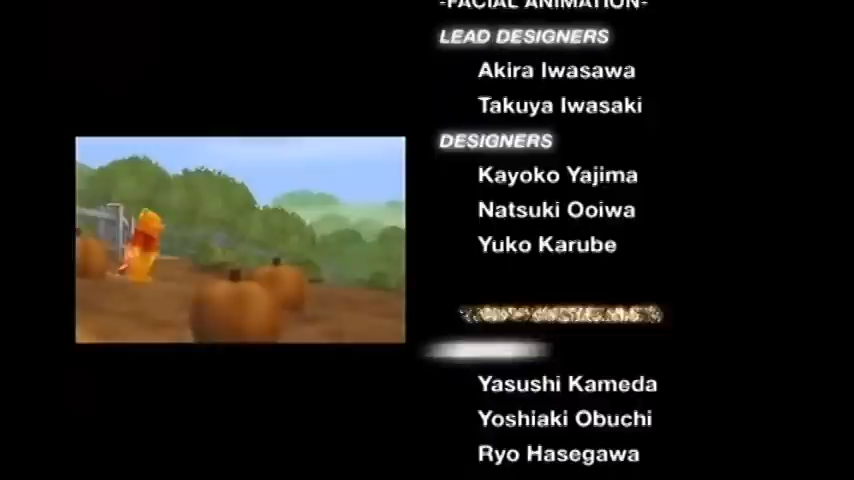 -FACIAL ANIMATION-
LEAD DESIGNERS
Akira Iwasawa
Takuya Iwasaki
DESIGNERS
Kayoko Yajima
Natsuki Ooiwa
Yuko Karube
Yasushi Kameda
Yoshiaki Obuchi
Ryo Hasegawa